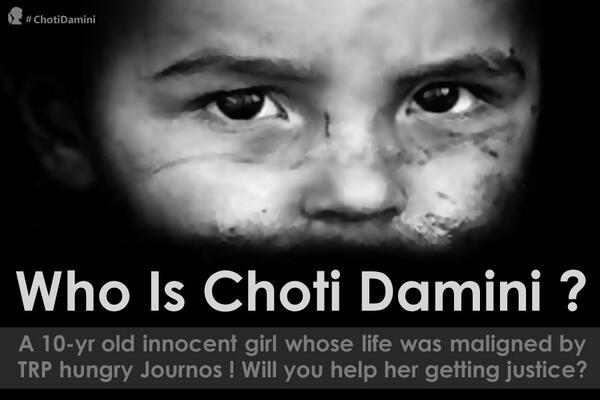 #ChotiDamini
Who Is Choti Damini ?
A 10-yr old innocent girl whose life was maligned by
TRP hungry Journos ! Will you help her getting justice?